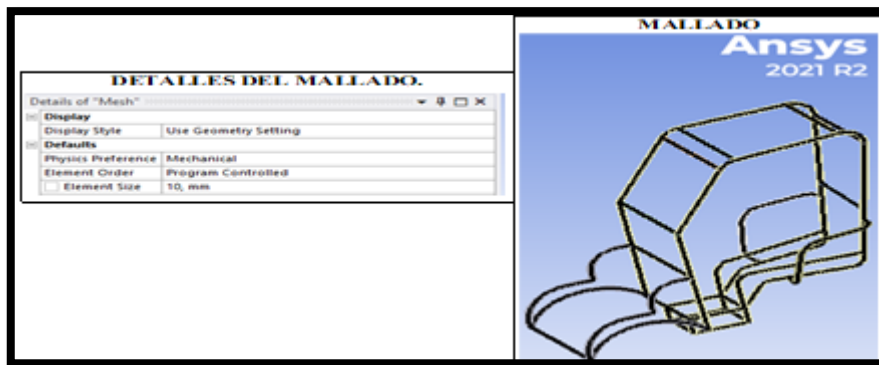 DETALLES DEL MALLADO.
Details of "Mesh"
Display
Display Style Use Geometry Setting
Defaults
Physics Preference Mechanical
Element Order Program Controlled
Element Size 10, mm
MALLADO
Ansys
2021 R2